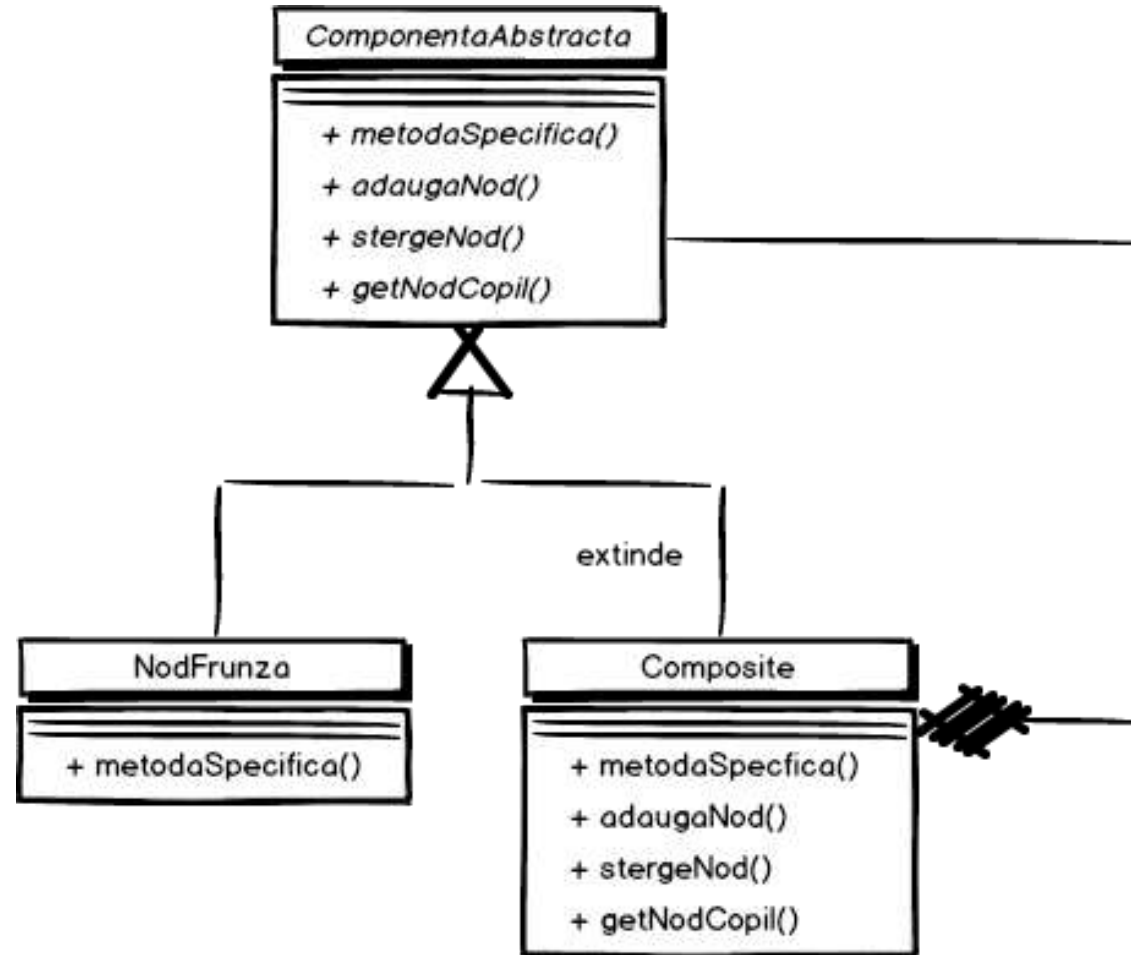 ComponentaAbstracta
+ metodaSpecifica()
+ adaugaNod()
+ stergeNod()
+ getNodCopil()
extinde
NodFrunza
+ metodaSpecifica()
Composite
+ metodaSpecfica()
+ adaugaNod()
+ stergeNod()
+ getNodCopil()